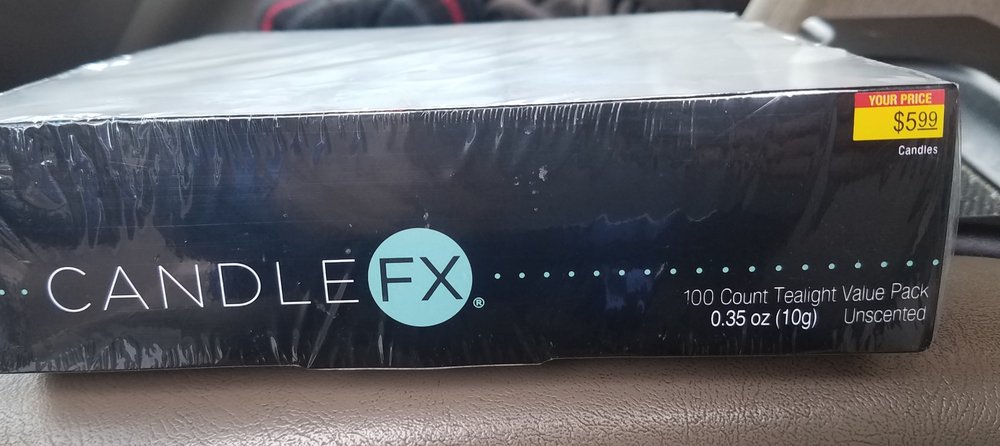 YOUR PRICE
$5.99
Candles
CANDLE FX®
100 Count Tealight Value Pack
0.35 oz (10g) Unscented